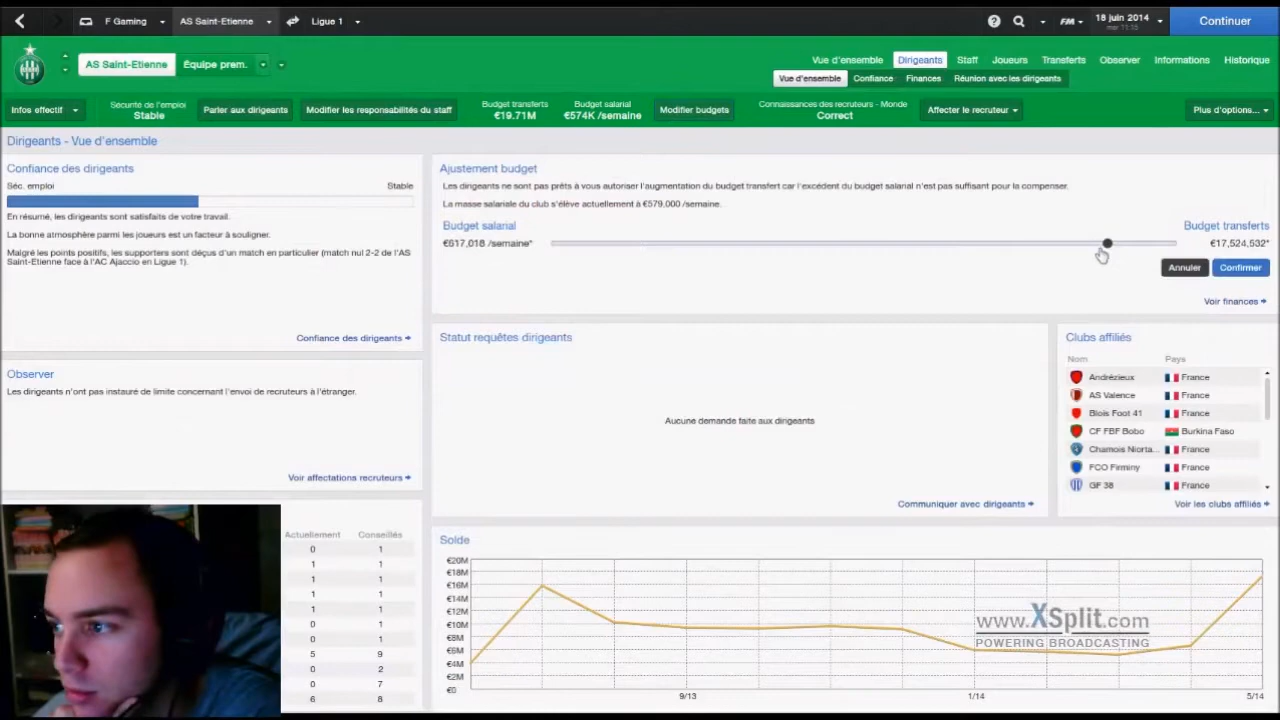 F Gaming
AS Saint-Etienne
Ligue 1
FM
18 juin 2014
mar 11:15
Continuer
AS Saint-Etienne
Équipe prem.
Vue d'ensemble
Dirigeants
Staff
Joueurs
Transferts
Observer
Informations
Historique
Vue d'ensemble
Confiance
Finances
Réunion avec les dirigeants
Infos effectif
Sécurité de l'emploi
Stable
Parler aux dirigeants
Modifier les responsabilités du staff
Budget transferts
€19.71M
Budget salarial
€574K /semaine
Modifier budgets
Connaissances des recruteurs - Monde
Correct
Affecter le recruteur
Plus d'options...
Dirigeants - Vue d'ensemble
Confiance des dirigeants
Séc. emploi
Stable
En résumé, les dirigeants sont satisfaits de votre travail.
La bonne atmosphère parmi les joueurs est un facteur à souligner.
Malgré les points positifs, les supporters sont déçus d'un match en particulier (match nul 2-2 de l'AS
Saint-Etienne face à l'AC Ajaccio en Ligue 1).
Confiance des dirigeants
Ajustement budget
Les dirigeants ne sont pas prêts à vous autoriser l'augmentation du budget transfert car l'excédent du budget salarial n'est pas suffisant pour la compenser.
La masse salariale du club s'élève actuellement à €579,000 /semaine.
Budget salarial
Budget transferts
€617,018 /semaine*
€17,524,532*
Annuler
Confirmer
Voir finances
Observer
Les dirigeants n'ont pas instauré de limite concernant l'envoi de recruteurs à l'étranger.
Voir affectations recruteurs
Statut requêtes dirigeants
Aucune demande faite aux dirigeants
Communiquer avec dirigeants
Clubs affiliés
Nom
Pays
Andrézieux
France
AS Valence
France
Blois Foot 41
France
CF FBF Bobo
Burkina Faso
Chamois Niorta...
France
FCO Firminy
France
GF 38
France
Voir les clubs affiliés
Actuellement
Conseillés
0 1
1 1
1 1
1 1
1 1
0 1
0 1
5 9
0 2
0 7
6 8
Solde
€20M
€18M
€16M
€14M
€12M
€10M
€8M
€6M
€4M
€2M
€0
9/13
1/14
5/14
www.XSplit.com
POWERING BROADCASTING